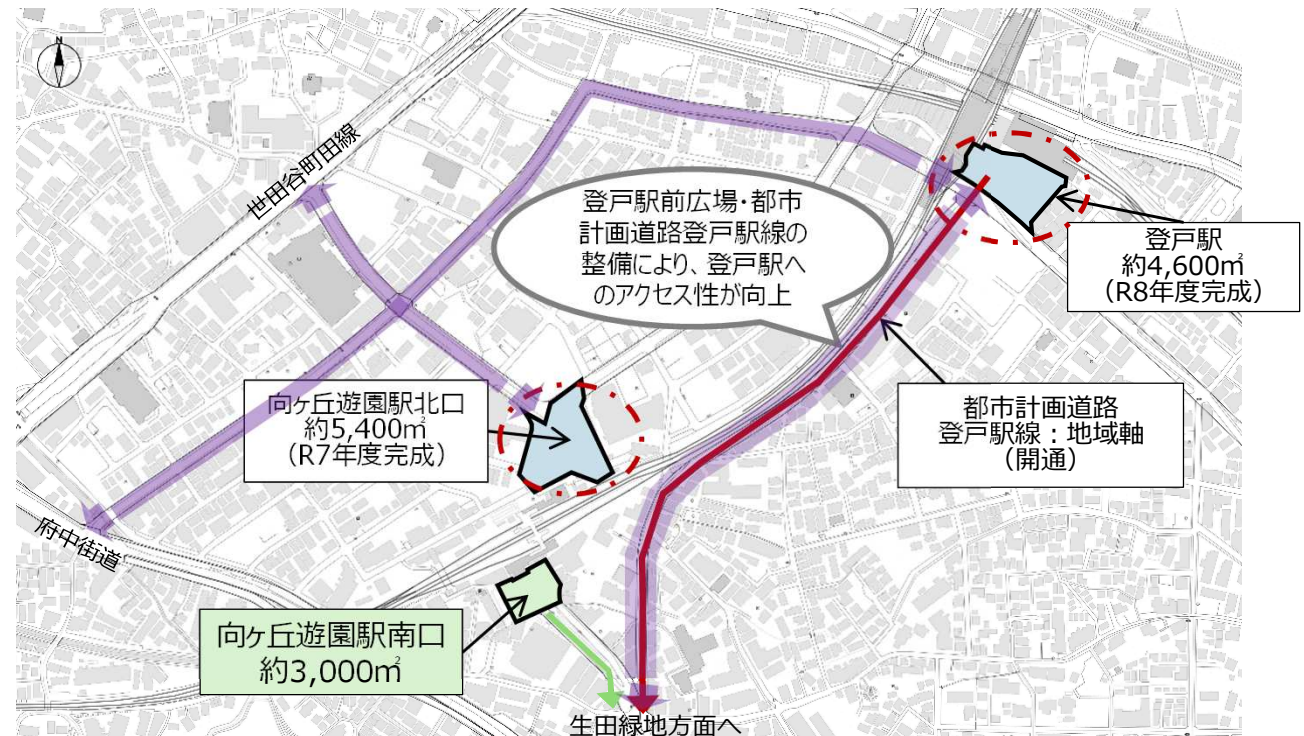 世田谷町田線
登戸駅前広場・都市
計画道路登戸駅線の
整備により、登戸駅へ
のアクセス性が向上
登戸駅
約4,600㎡
（R8年度完成）
向ヶ丘遊園駅北口
約5,400㎡
（R7年度完成）
都市計画道路
登戸駅線：地域軸
（開通）
府中街道
向ヶ丘遊園駅南口
約3,000㎡
生田緑地方面へ